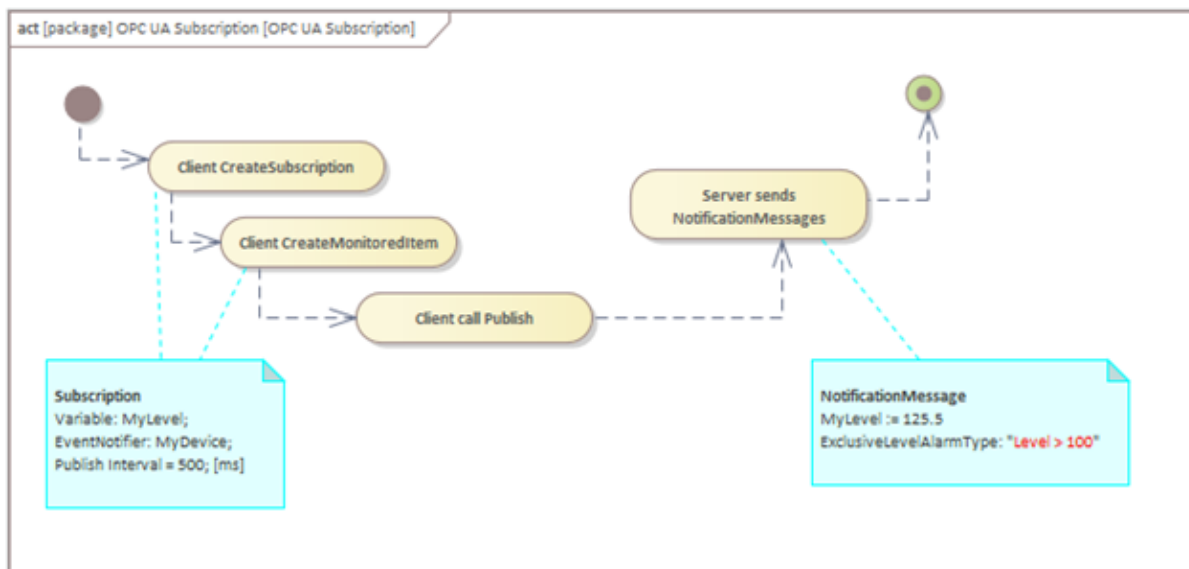 act [package] OPC UA Subscription [OPC UA Subscription]
Client CreateSubscription
Client CreateMonitoredItem
Client call Publish
Server sends
NotificationMessages
Subscription
Variable: MyLevel;
EventNotifier: MyDevice;
Publish Interval = 500; [ms]
NotificationMessage
MyLevel := 125.5
ExclusiveLevelAlarmType: "Level > 100"